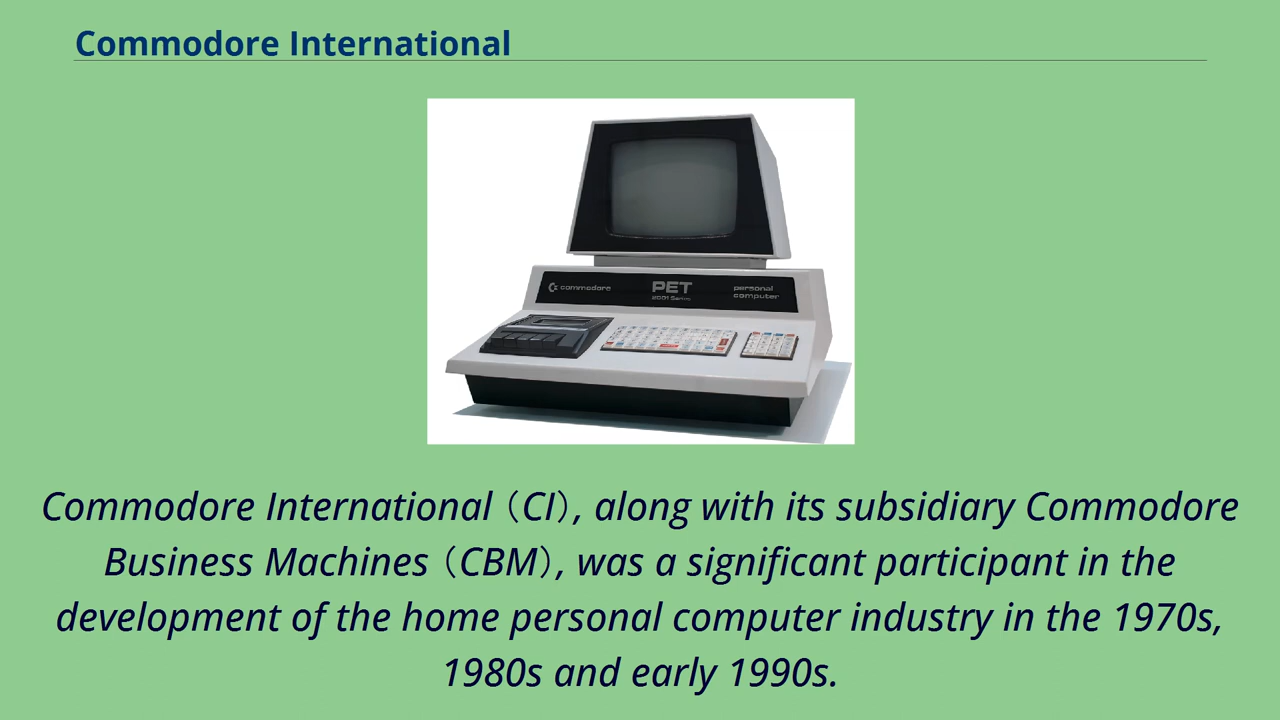 Commodore International
commodore
PET
2001 Series
personal
computer
Commodore International (CI), along with its subsidiary Commodore
Business Machines (CBM), was a significant participant in the
development of the home personal computer industry in the 1970s,
1980s and early 1990s.